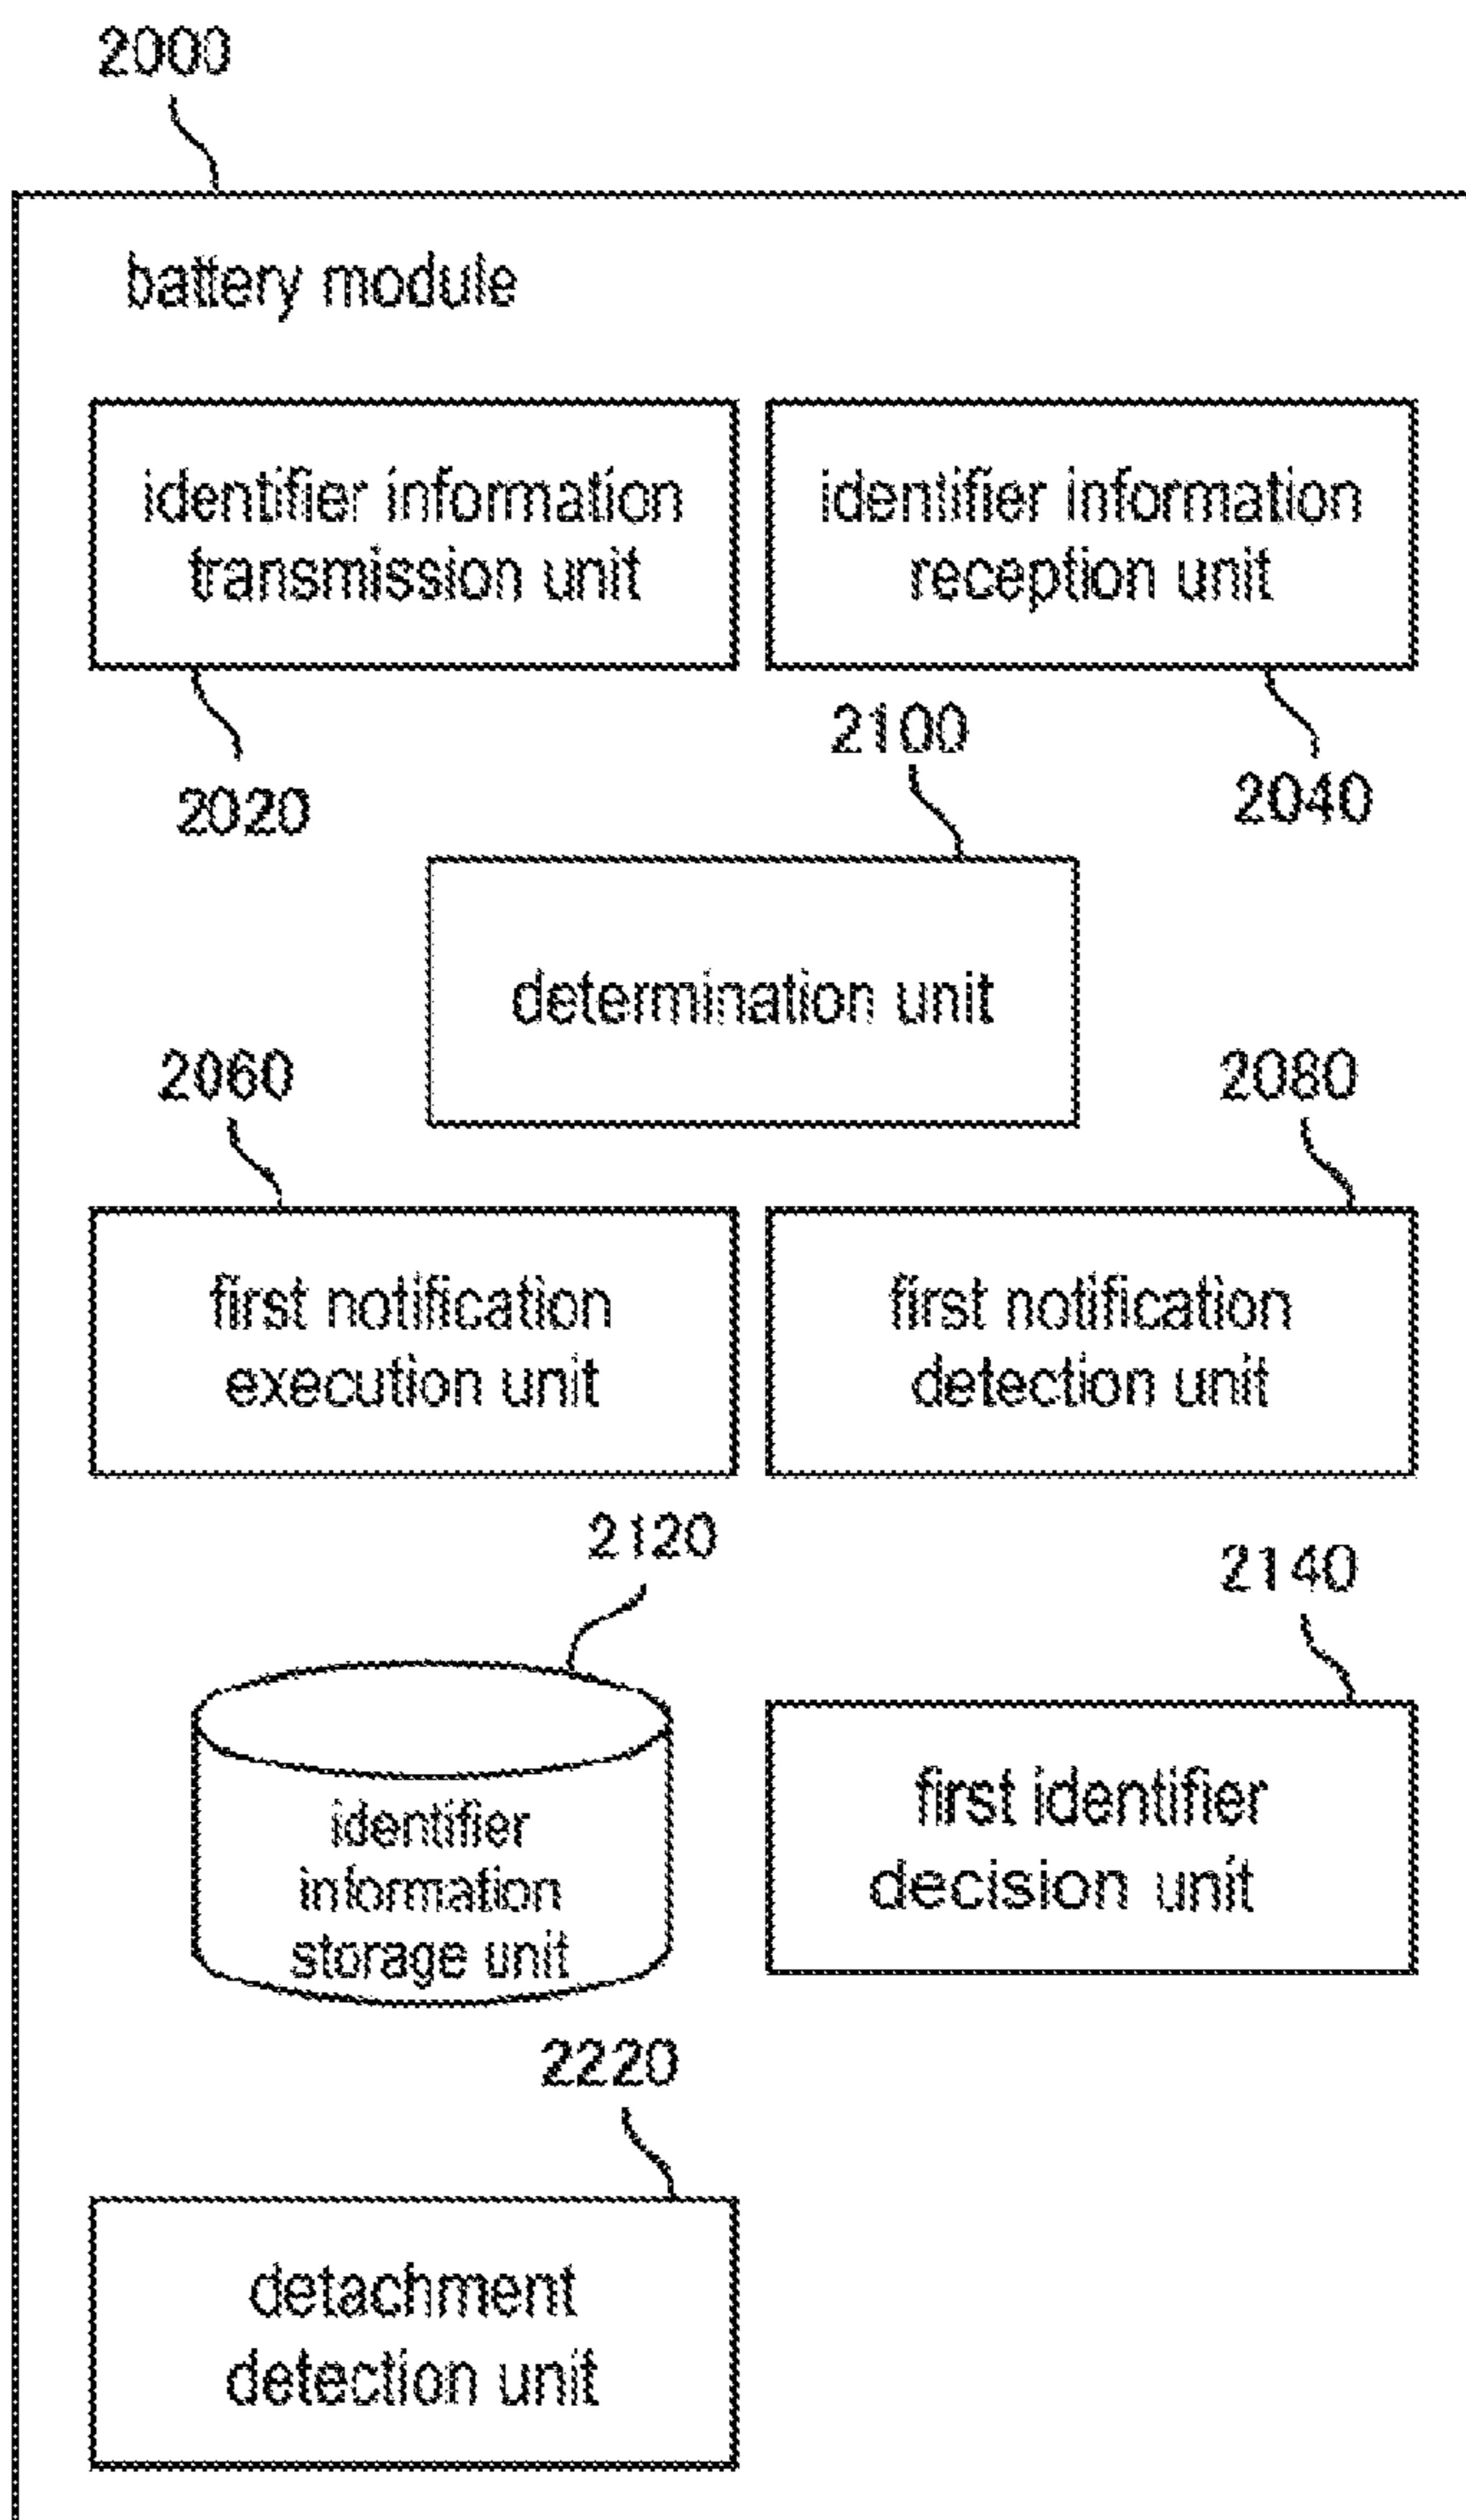 2000
battery module
identifier information
transmission unit
identifier information
reception unit
2020
2100
2040
determination unit
2060
2080
first notification
execution unit
first notification
detection unit
2120
2140
identifier
information
storage unit
first identifier
decision unit
2220
detachment
detection unit